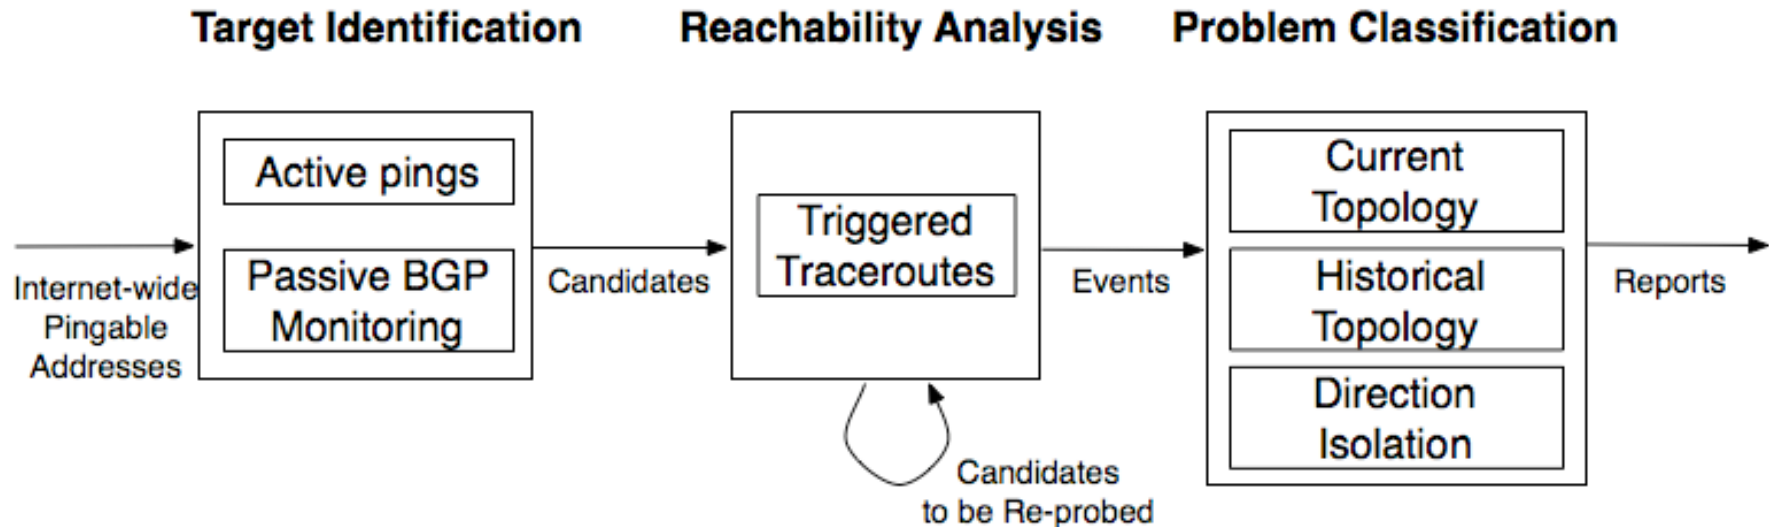 Target Identification
Reachability Analysis
Problem Classification
Active pings
Passive BGP
Monitoring
Internet-wide
Pingable
Addresses
Candidates
Triggered
Traceroutes
Candidates
to be Re-probed
Events
Current
Topology
Historical
Topology
Direction
Isolation
Reports